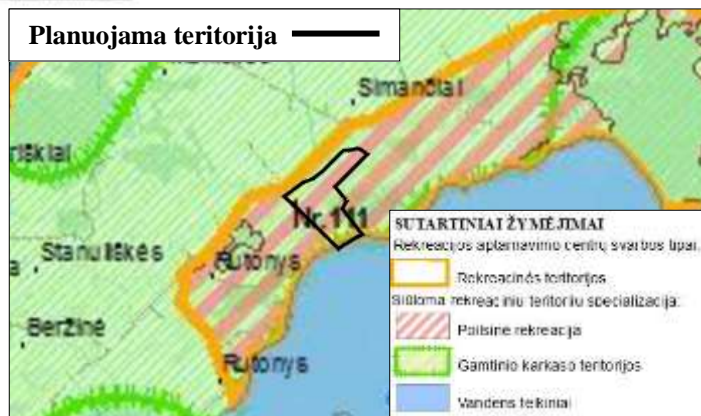 Planuojama teritorija
Simančiai
Nr. 111
Stanuliškės
Rutonys
Beržinė
Rutonys
SUTARTINIAI ŽYMĖJIMAI
Rekreacijos aptarnavimo centrų svarbos tipai:
Rekreacinės teritorijos
Siūloma rekreacinių teritorijų specializacija:
Poilsinė rekreacija
Gamtinio karkaso teritorijos
Vandens telkiniai